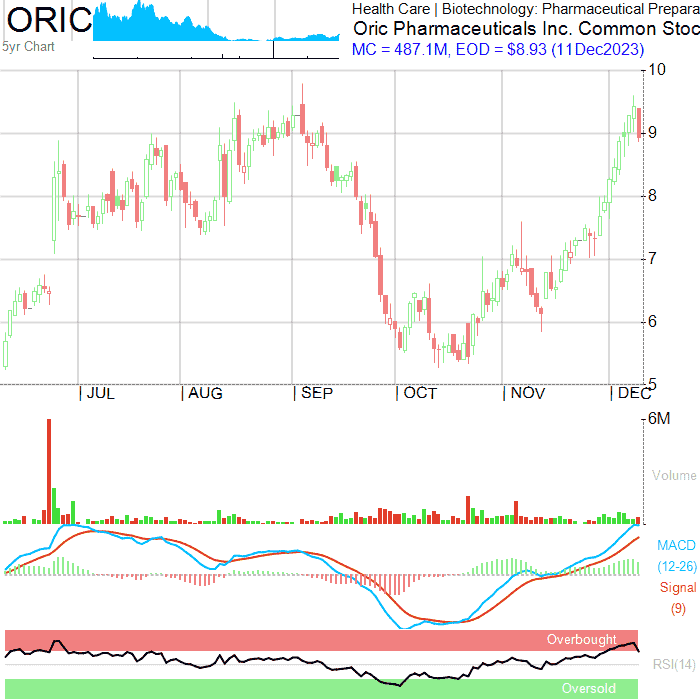 ORIC
5yr Chart
Health Care | Biotechnology: Pharmaceutical Prepara
Oric Pharmaceuticals Inc. Common Stoc
MC = 487.1M, EOD = $8.93 (11Dec2023)
10
9
8
7
6
5
| JUL | AUG | SEP | OCT | NOV | DEC
6M
Volume
MACD
(12-26)
Signal
(9)
Overbought
RSI(14)
Oversold